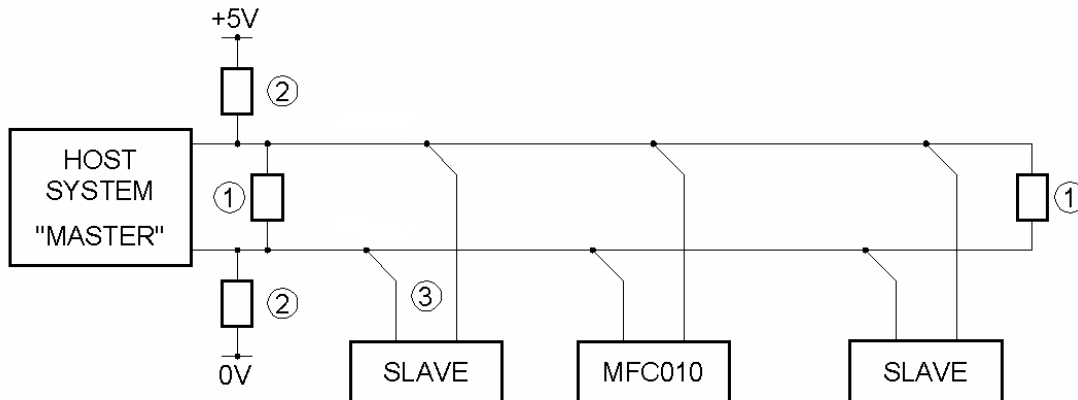 +5V
②
HOST
SYSTEM
"MASTER"
①
①
②
③
0V
SLAVE
MFC010
SLAVE